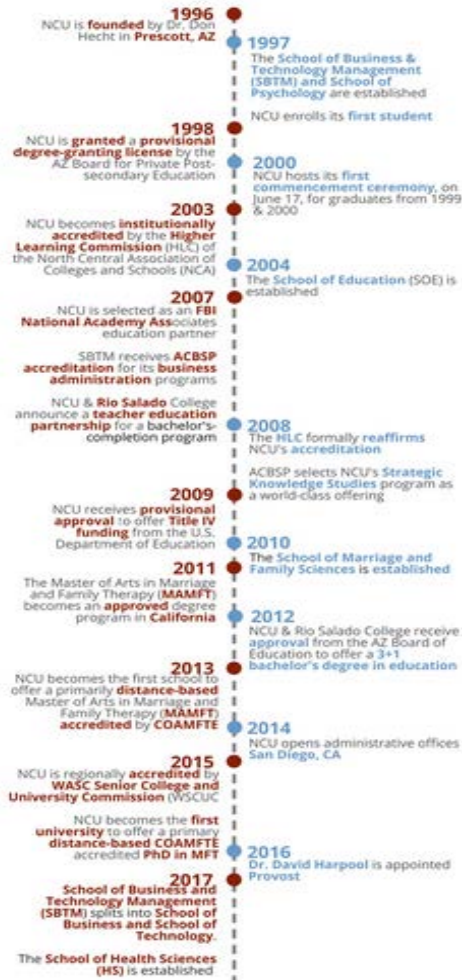 1996
NCU is founded by Dr. Don
Hecht in Prescott, AZ
1997
The School of Business &
Technology Management
(SBTM) and School of
Psychology are established
NCU enrolls its first student
1998
NCU is granted a provisional
degree-granting license by the
AZ Board for Private Post-
secondary Education
2000
NCU hosts its first
commencement ceremony, on
June 17, for graduates from 1999
& 2000
2003
NCU becomes institutionally
accredited by the Higher
Learning Commission (HLC) of
the North Central Association of
Colleges and Schools (NCA)
2004
The School of Education (SOE) is
established
2007
NCU is selected as an FBI
National Academy Associates
education partner
SBTM receives ACBSP
accreditation for its business
administration programs
NCU & Rio Salado College
announce a teacher education
partnership for a bachelor's-
completion program
2008
The HLC formally reaffirms
NCU's accreditation
ACBSP selects NCU's Strategic
Knowledge Studies program as
a world-class offering
2009
NCU receives provisional
approval to offer Title IV
funding from the U.S.
Department of Education
2010
The School of Marriage and
Family Sciences is established
2011
The Master of Arts in Marriage
and Family Therapy (MAMFT)
becomes an approved degree
program in California
2012
NCU & Rio Salado College receive
approval from the AZ Board of
Education to offer a 3+1
bachelor's degree in education
2013
NCU becomes the first school to
offer a primarily distance-based
Master of Arts in Marriage and
Family Therapy (MAMFT)
accredited by COAMFTE
2014
NCU opens administrative offices
San Diego, CA
2015
NCU is regionally accredited by
WASC Senior College and
University Commission (WSCUC
NCU becomes the first
university to offer a primary
distance-based COAMFTE
accredited PhD in MFT
2016
Dr. David Harpool is appointed
Provost
2017
School of Business and
Technology Management
(SBTM) splits into School of
Business and School of
Technology.
The School of Health Sciences
(HS) is established